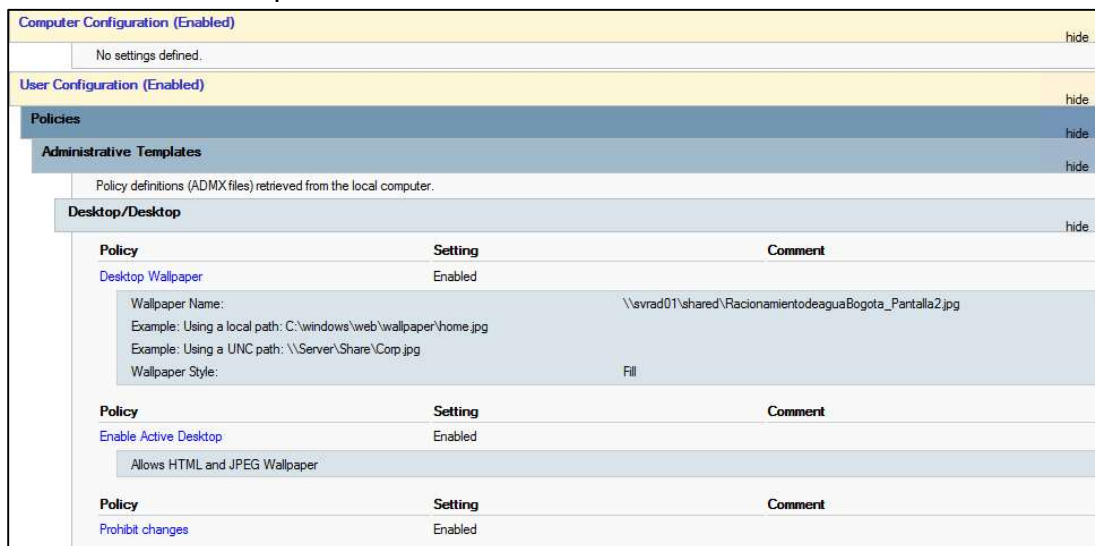 Computer Configuration (Enabled)
hide
No settings defined.
User Configuration (Enabled)
hide
Policies
hide
Administrative Templates
hide
Policy definitions (ADMX files) retrieved from the local computer.
Desktop/Desktop
hide
Policy Setting Comment
Desktop Wallpaper Enabled
Wallpaper Name: \\svrad01\shared\RacionamientodeaguaBogota_Pantalla2.jpg
Example: Using a local path: C:\windows\web\wallpaper\home.jpg
Example: Using a UNC path: \\Server\Share\Corp.jpg
Wallpaper Style: Fill
Policy Setting Comment
Enable Active Desktop Enabled
Allows HTML and JPEG Wallpaper
Policy Setting Comment
Prohibit changes Enabled